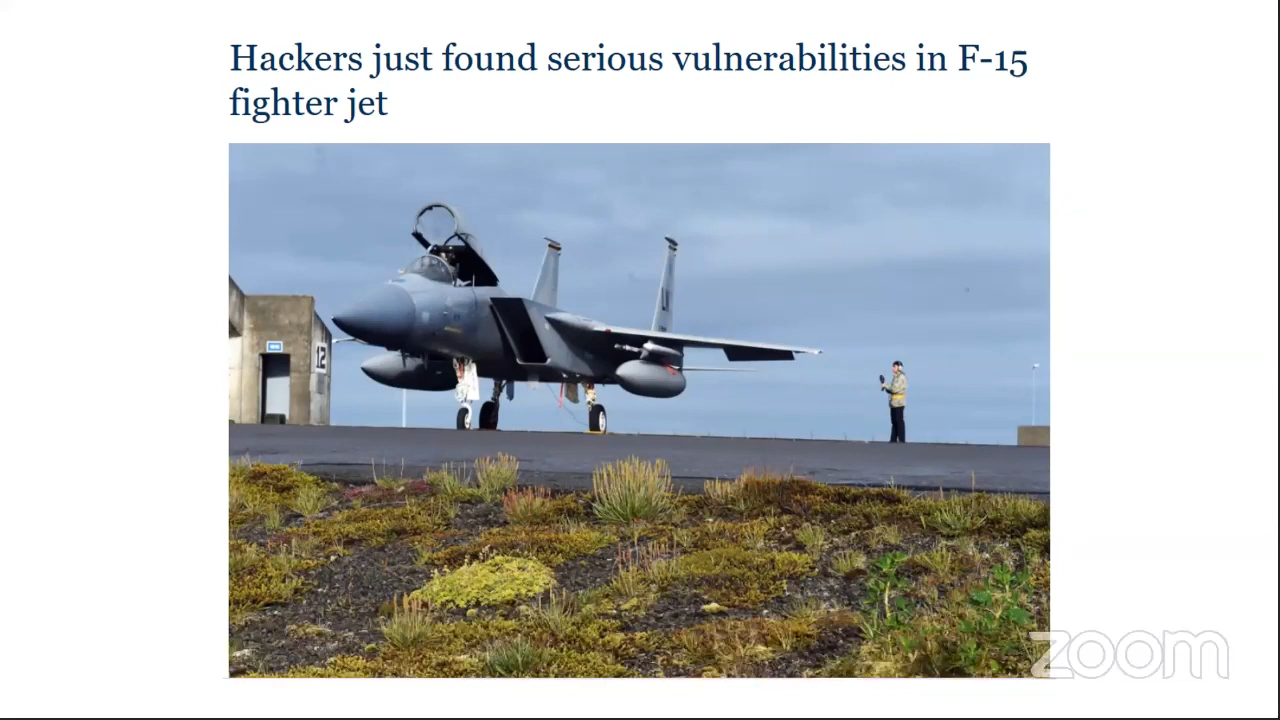 Hackers just found serious vulnerabilities in F-15
fighter jet
12
zoom